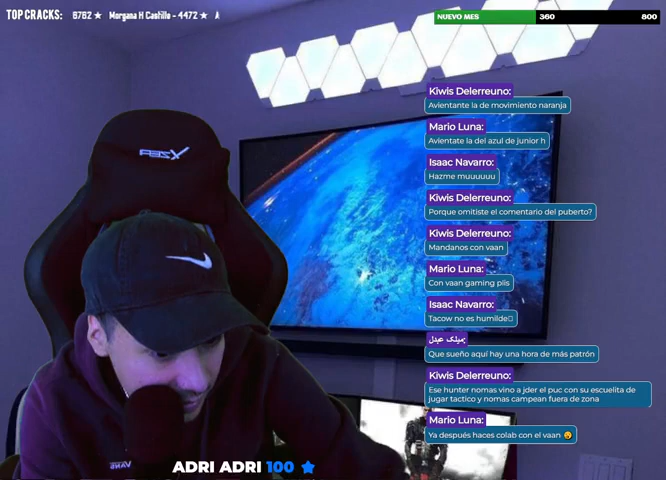 TOP CRACKS: 6762 ★ Morgana H Castillo - 4472 ★
NUEVO MES 360 800
Kiwis Delerreuno:
Avientante la de movimiento naranja
Mario Luna:
Avientate la del azul de junior h
Isaac Navarro:
Hazme muuuuuu
Kiwis Delerreuno:
Porque omitiste el comentario del puberto?
Kiwis Delerreuno:
Mandanos con vaan
Mario Luna:
Con vaan gaming plis
Isaac Navarro:
Tacow no es humilde
Que sueño aquí hay una hora de más patrón
Kiwis Delerreuno:
Ese hunter nomas vino a jder el puc con su escuelita de
jugar tactico y nomas campean fuera de zona
Mario Luna:
Ya después haces colab con el vaan 😮
ADRI ADRI 100 ★